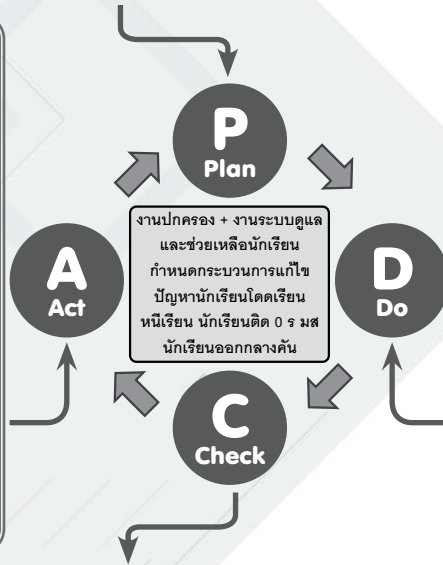 P
Plan
งานปกครอง + งานระบบดูแล
และช่วยเหลือนักเรียน
กำหนดกระบวนการแก้ไข
ปัญหานักเรียนโดดเรียน
หนีเรียน นักเรียนติด 0 ร มส
นักเรียนออกกลางคัน
A
Act
D
Do
C
Check